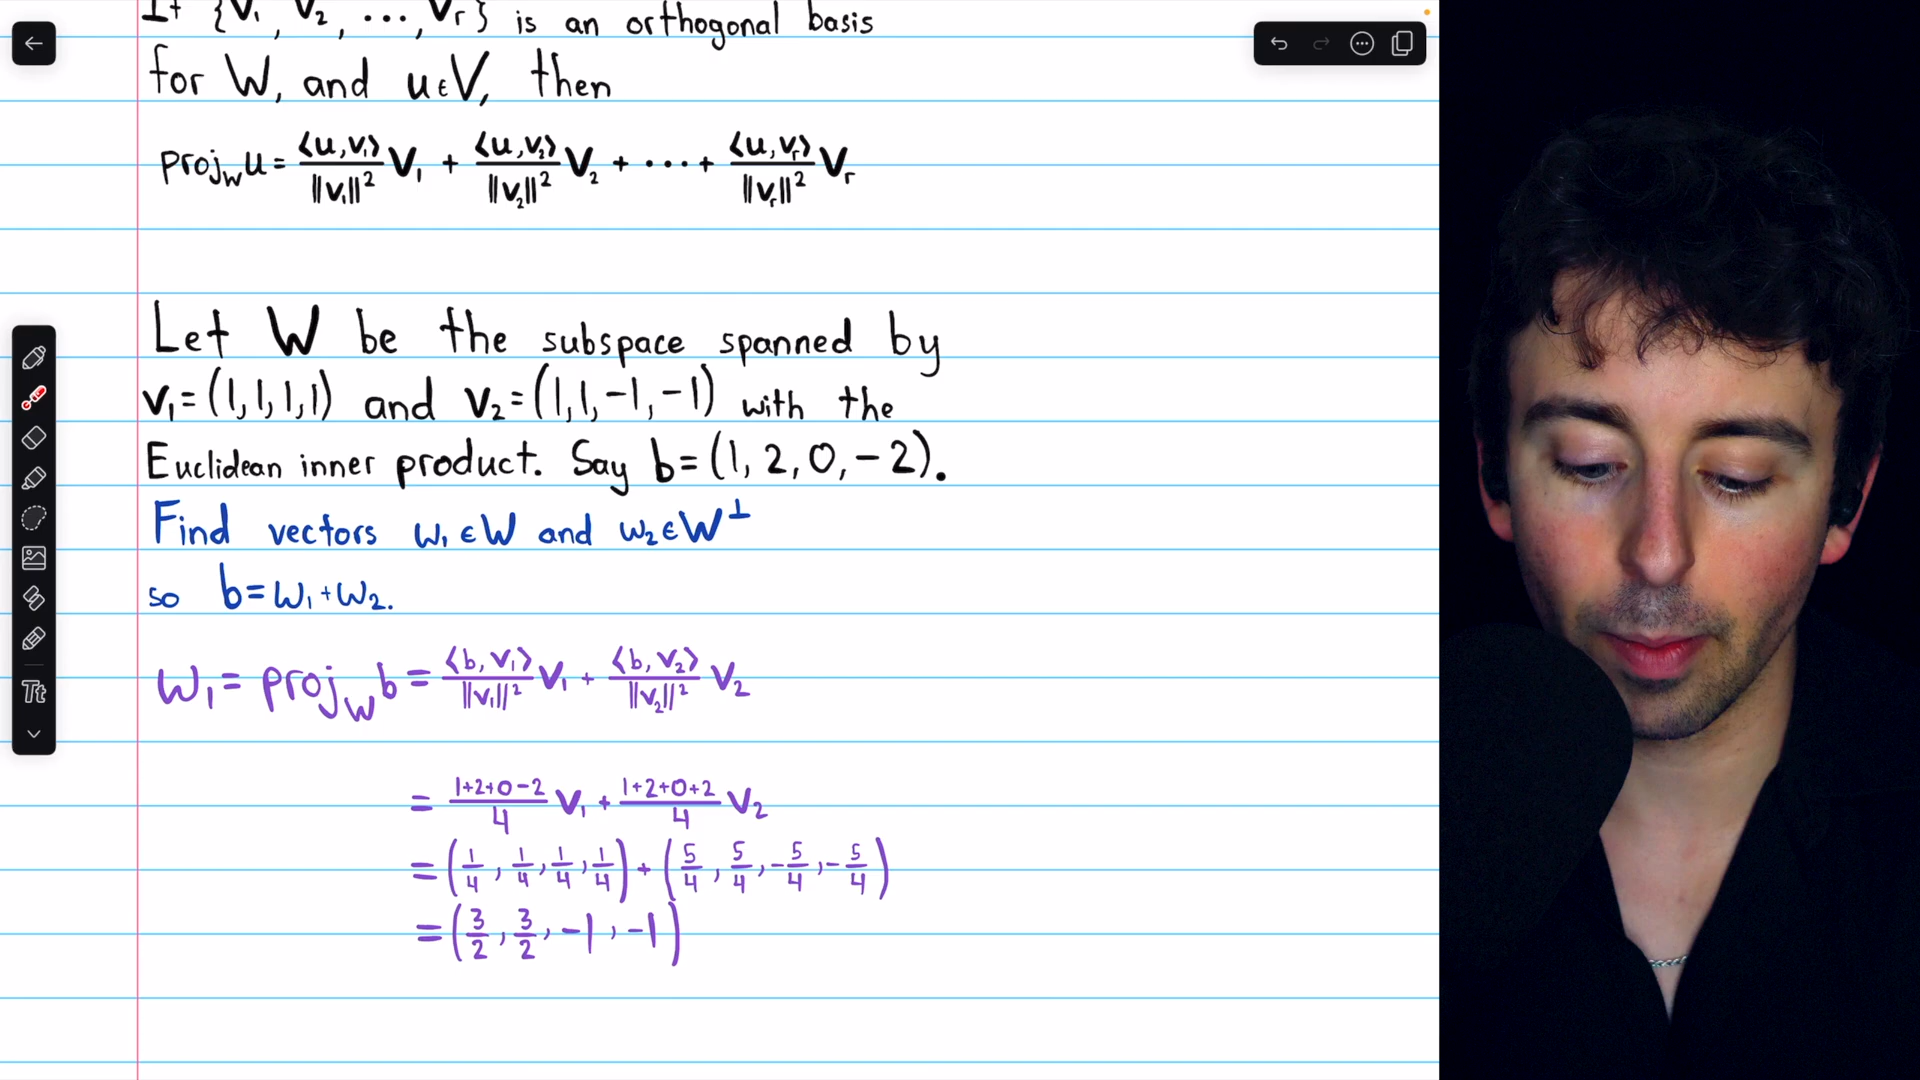 If {v₁, v₂, ..., vᵣ} is an orthogonal basis
for W, and u∈V, then
proj_W u = <u,v₁>/||v₁||² v₁ + <u,v₂>/||v₂||² v₂ + ··· + <u,vᵣ>/||vᵣ||² vᵣ
Let W be the subspace spanned by
v₁=(1,1,1,1) and v₂=(1,1,-1,-1) with the
Euclidean inner product. Say b=(1,2,0,-2).
Find vectors w₁∈W and w₂∈W⊥
so b=w₁+w₂.
w₁ = proj_W b = <b,v₁>/||v₁||² v₁ + <b,v₂>/||v₂||² v₂
= (1+2+0-2)/4 v₁ + (1+2+0+2)/4 v₂
= (1/4, 1/4, 1/4, 1/4) + (5/4, 5/4, -5/4, -5/4)
= (3/2, 3/2, -1, -1)
Tt